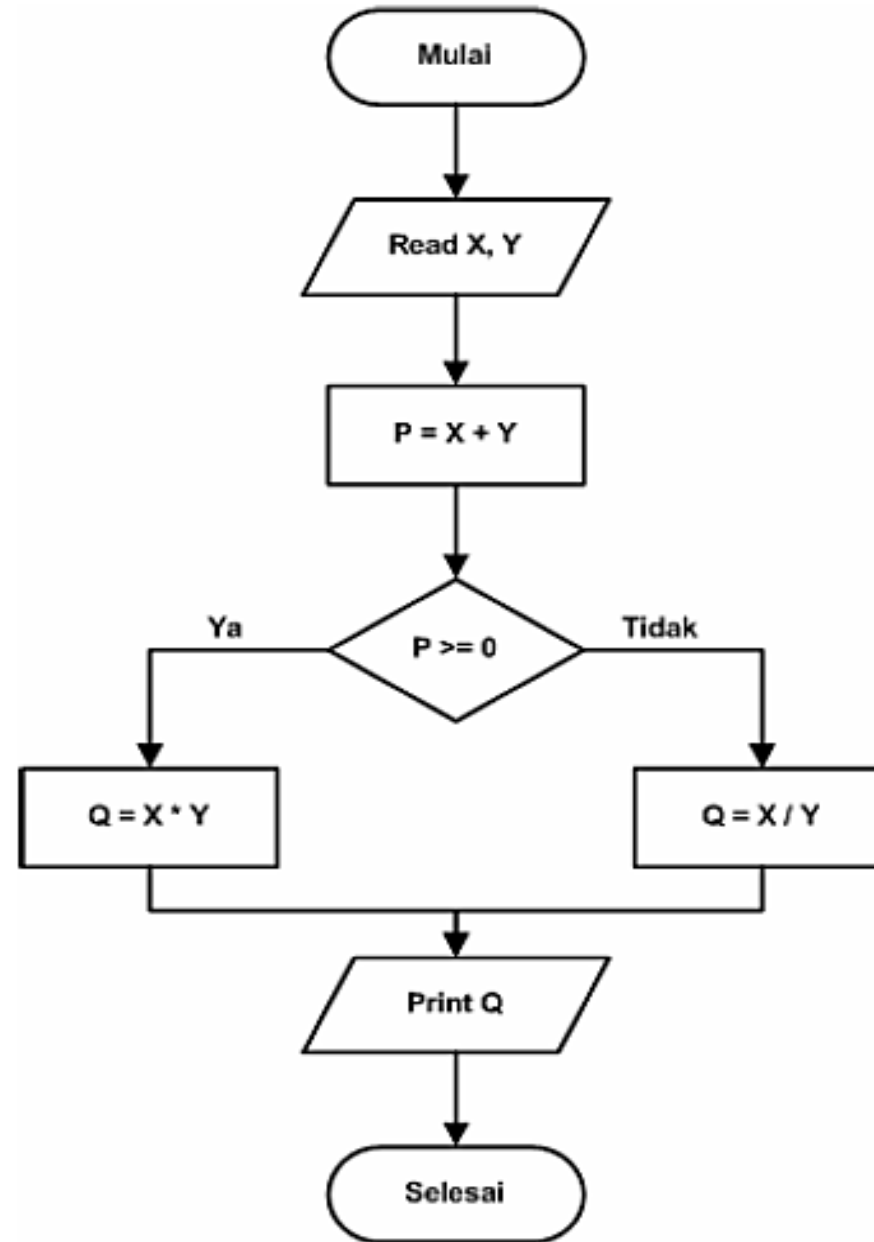 Mulai
Read X, Y
P = X + Y
P >= 0
Ya
Tidak
Q = X * Y
Q = X / Y
Print Q
Selesai